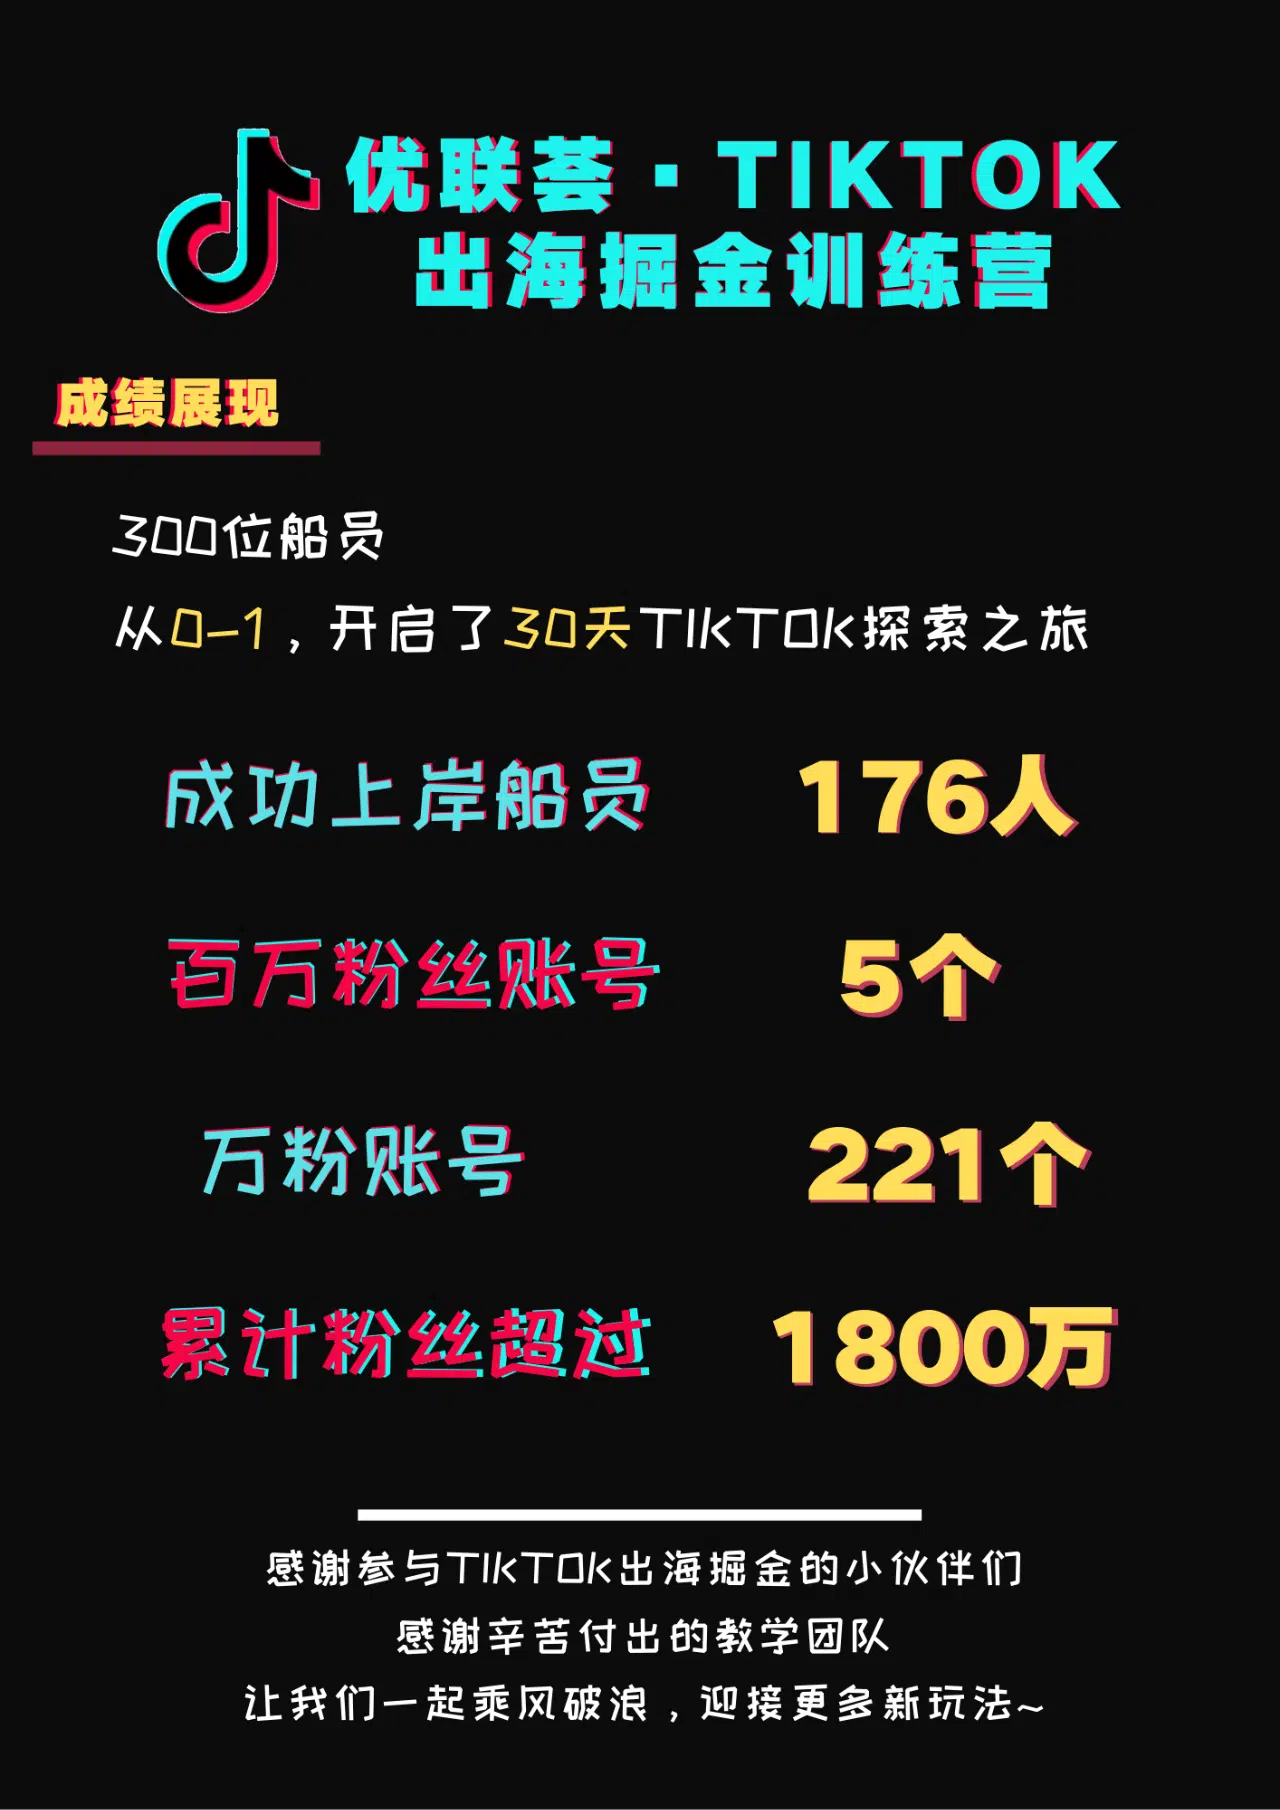 优联荟·TIKTOK
出海掘金训练营
成绩展现
300位船员
从0-1，开启了30天TIKTOK探索之旅
成功上岸船员 176人
百万粉丝账号 5个
万粉账号 221个
累计粉丝超过 1800万
感谢参与TIKTOK出海掘金的小伙伴们
感谢辛苦付出的教学团队
让我们一起乘风破浪，迎接更多新玩法~